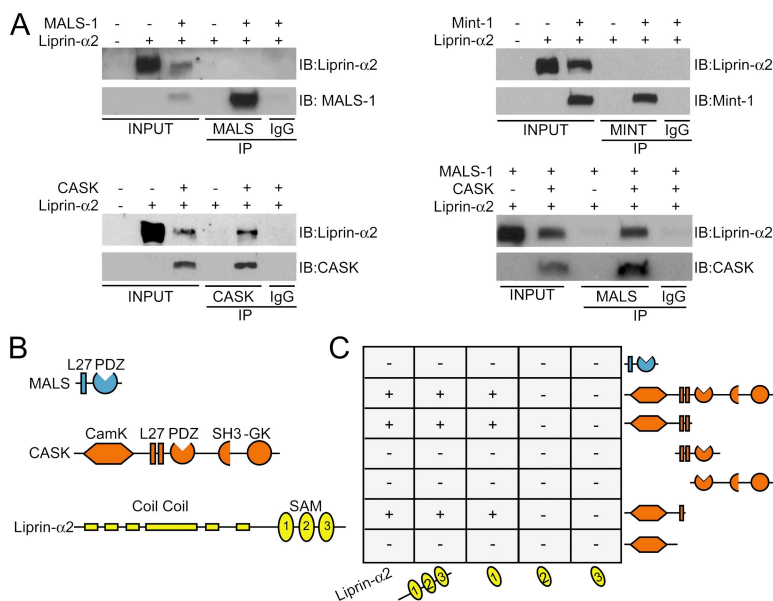 A
MALS-1 - - + - + +
Liprin-α2 - + + + + +
IB:Liprin-α2
IB: MALS-1
INPUT MALS IgG
IP
Mint-1 - - + - + +
Liprin-α2 - + + + + +
IB:Liprin-α2
IB:Mint-1
INPUT MINT IgG
IP
CASK - - + - + +
Liprin-α2 - + + + + +
IB:Liprin-α2
IB:CASK
INPUT CASK IgG
IP
MALS-1 + + - + +
CASK - + - + +
Liprin-α2 + + + + +
IB:Liprin-α2
IB:CASK
INPUT MALS IgG
IP
B
L27 PDZ
MALS
CamK L27 PDZ SH3-GK
CASK
Coil Coil SAM
Liprin-α2 1 2 3
C
- - - - -
+ + + - -
+ + + - -
- - - - -
- - - - -
+ + + - -
- - - - -
Liprin-α2 1 2 3 1 2 3